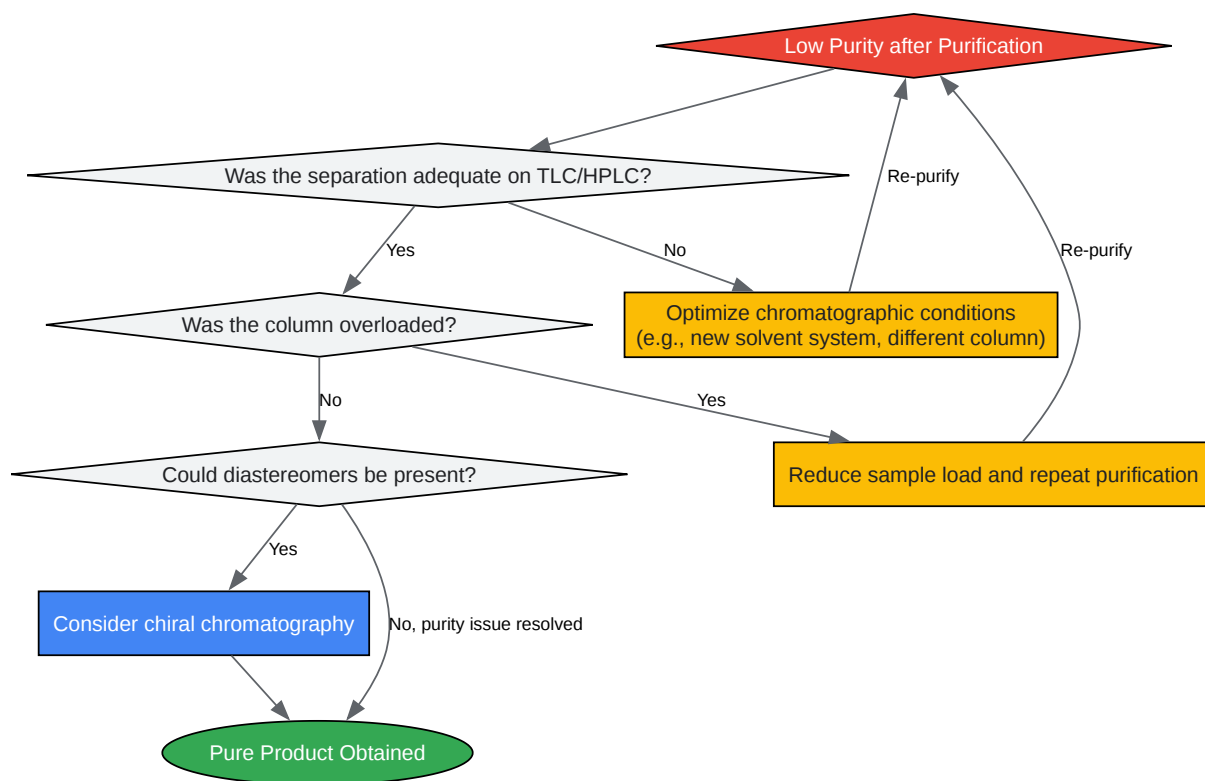 Low Purity after Purification
Was the separation adequate on TLC/HPLC?
Re-purify
Yes
No
Re-purify
Was the column overloaded?
Optimize chromatographic conditions
(e.g., new solvent system, different column)
No
Yes
Could diastereomers be present?
Reduce sample load and repeat purification
Yes
Consider chiral chromatography
No, purity issue resolved
Pure Product Obtained